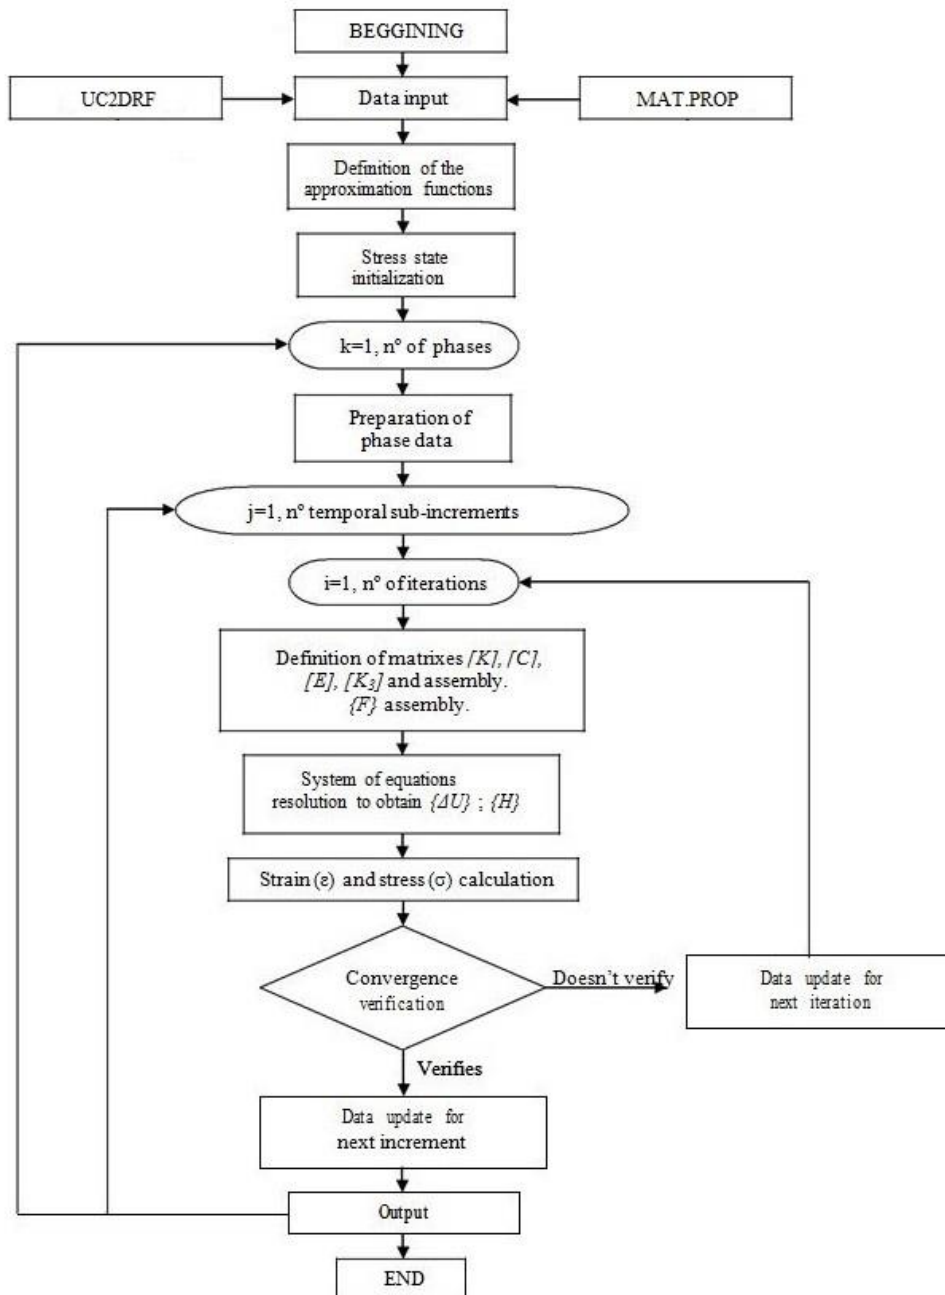 BEGGINING
UC2DRF
Data input
MAT.PROP
Definition of the
approximation functions
Stress state
initialization
k=1, nº of phases
Preparation of
phase data
j=1, nº temporal sub-increments
i=1, nº of iterations
Definition of matrixes [K], [C],
[E], [K₃] and assembly.
{F} assembly.
System of equations
resolution to obtain {ΔU} ; {H}
Strain (ε) and stress (σ) calculation
Convergence
verification
Doesn't verify
Data update for
next iteration
Verifies
Data update for
next increment
Output
END